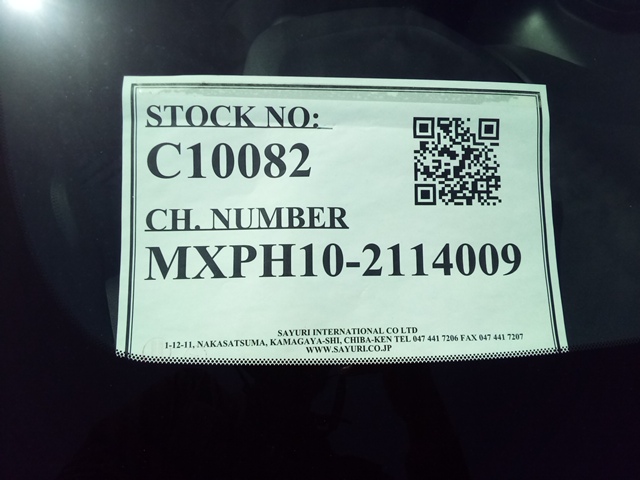 STOCK NO:
C10082
CH. NUMBER
MXPH10-2114009
SAYURI INTERNATIONAL CO LTD
1-12-11, NAKASATSUMA, KAMAGAYA-SHI, CHIBA-KEN TEL 047 441 7206 FAX 047 441 7207
WWW.SAYURI.CO.JP